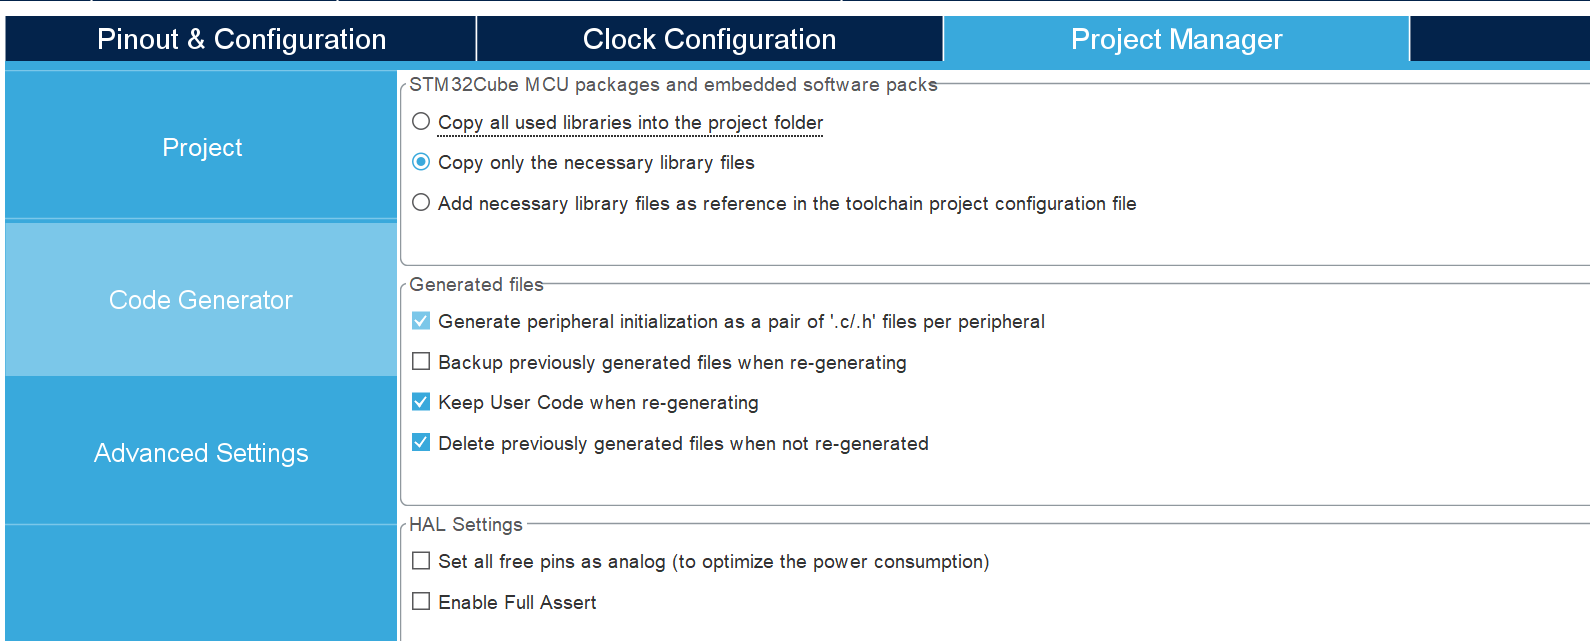 Pinout & Configuration
Clock Configuration
Project Manager
Project
Code Generator
Advanced Settings
STM32Cube MCU packages and embedded software packs
Copy all used libraries into the project folder
Copy only the necessary library files
Add necessary library files as reference in the toolchain project configuration file
Generated files
Generate peripheral initialization as a pair of '.c/.h' files per peripheral
Backup previously generated files when re-generating
Keep User Code when re-generating
Delete previously generated files when not re-generated
HAL Settings
Set all free pins as analog (to optimize the power consumption)
Enable Full Assert